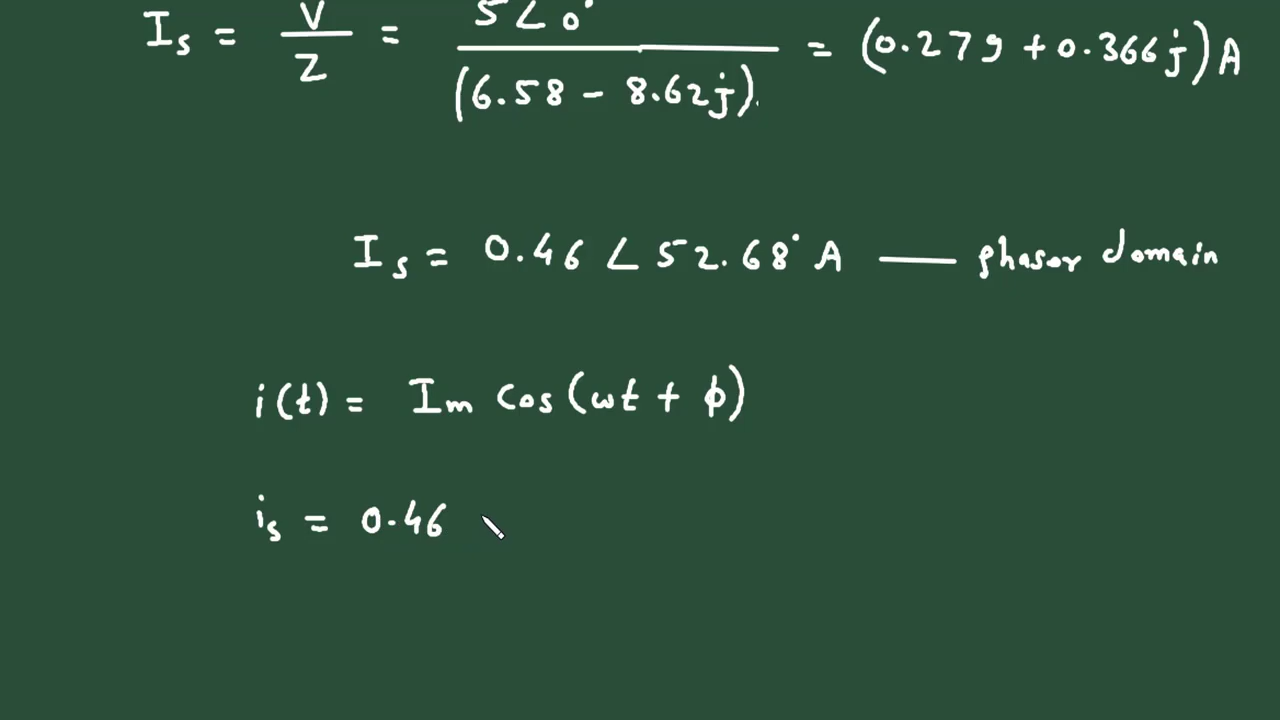 Is = V/Z = 5∠0° / (6.58 - 8.62j). = (0.279 + 0.366j) A
Is = 0.46 ∠ 52.68° A — phasor domain
i(t) = Im Cos(ωt + ϕ)
is = 0.46